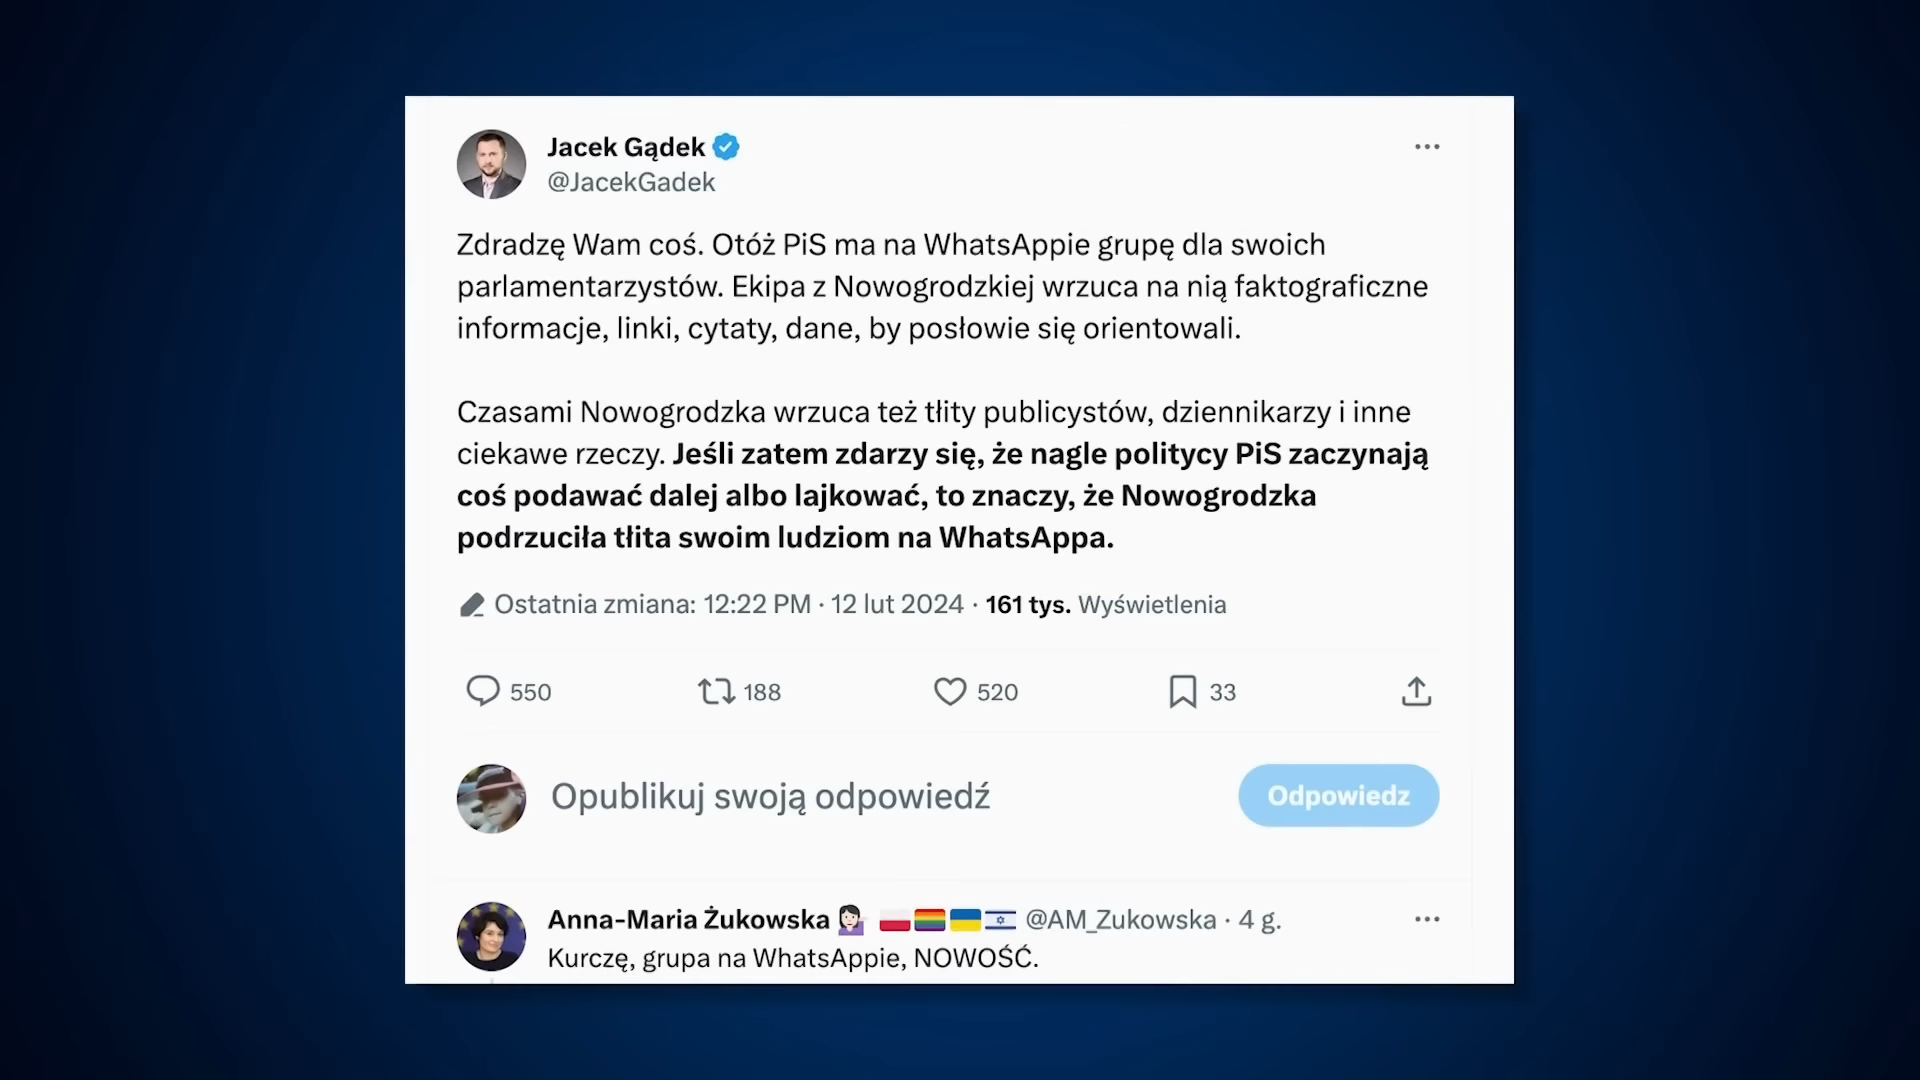 Jacek Gądek
@JacekGadek
Zdradzę Wam coś. Otóż PiS ma na WhatsAppie grupę dla swoich
parlamentarzystów. Ekipa z Nowogrodzkiej wrzuca na nią faktograficzne
informacje, linki, cytaty, dane, by posłowie się orientowali.
Czasami Nowogrodzka wrzuca też tłity publicystów, dziennikarzy i inne
ciekawe rzeczy. Jeśli zatem zdarzy się, że nagle politycy PiS zaczynają
coś podawać dalej albo lajkować, to znaczy, że Nowogrodzka
podrzuciła tłita swoim ludziom na WhatsAppa.
Ostatnia zmiana: 12:22 PM · 12 lut 2024 · 161 tys. Wyświetlenia
550 188 520 33
Opublikuj swoją odpowiedź Odpowiedz
Anna-Maria Żukowska @AM_Zukowska · 4 g.
Kurczę, grupa na WhatsAppie, NOWOŚĆ.